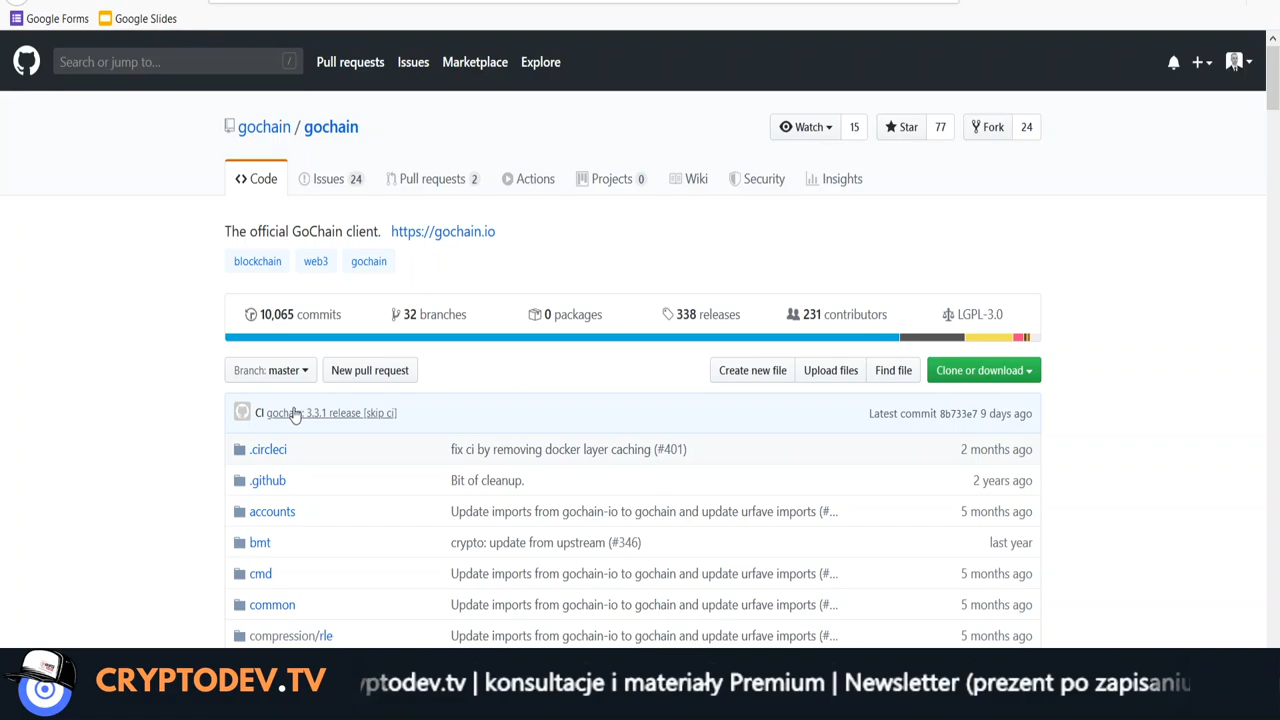 Google Forms Google Slides
Search or jump to... / Pull requests Issues Marketplace Explore
gochain / gochain Watch 15 Star 77 Fork 24
Code Issues 24 Pull requests 2 Actions Projects 0 Wiki Security Insights
The official GoChain client. https://gochain.io
blockchain web3 gochain
10,065 commits 32 branches 0 packages 338 releases 231 contributors LGPL-3.0
Branch: master New pull request Create new file Upload files Find file Clone or download
CI gochain: 3.3.1 release [skip ci] Latest commit 8b733e7 9 days ago
.circleci fix ci by removing docker layer caching (#401) 2 months ago
.github Bit of cleanup. 2 years ago
accounts Update imports from gochain-io to gochain and update urfave imports (#... 5 months ago
bmt crypto: update from upstream (#346) last year
cmd Update imports from gochain-io to gochain and update urfave imports (#... 5 months ago
common Update imports from gochain-io to gochain and update urfave imports (#... 5 months ago
compression/rle Update imports from gochain-io to gochain and update urfave imports (#... 5 months ago
CRYPTODEV.TV yptodev.tv | konsultacje i materiały Premium | Newsletter (prezent po zapisaniu